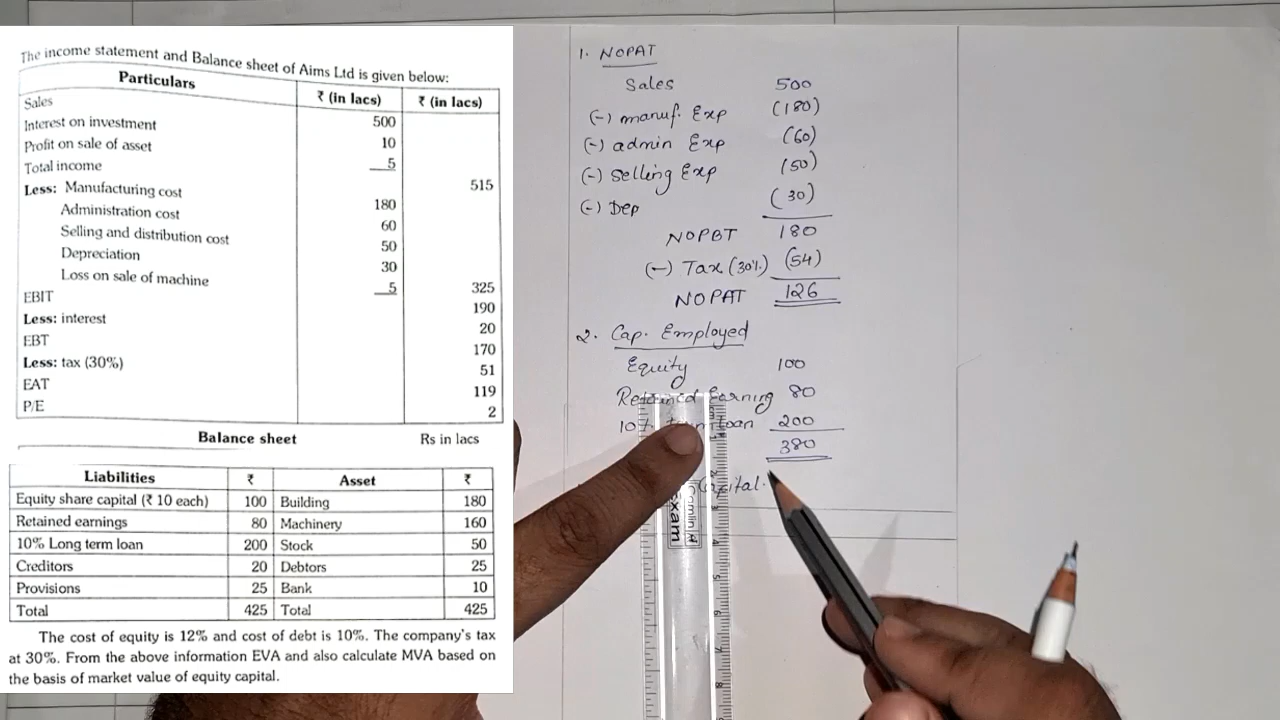 The income statement and Balance sheet of Aims Ltd is given below:
Particulars ₹ (in lacs) ₹ (in lacs)
Sales 500
Interest on investment 10
Profit on sale of asset 5
Total income 515
Less: Manufacturing cost 180
Administration cost 60
Selling and distribution cost 50
Depreciation 30
Loss on sale of machine 5 325
EBIT 190
Less: interest 20
EBT 170
Less: tax (30%) 51
EAT 119
P/E 2
Balance sheet Rs in lacs
Liabilities ₹ Asset ₹
Equity share capital (₹ 10 each) 100 Building 180
Retained earnings 80 Machinery 160
10% Long term loan 200 Stock 50
Creditors 20 Debtors 25
Provisions 25 Bank 10
Total 425 Total 425
The cost of equity is 12% and cost of debt is 10%. The company's tax
at 30%. From the above information EVA and also calculate MVA based on
the basis of market value of equity capital.
1. NOPAT
Sales 500
(-) manuf. Exp (180)
(-) admin Exp (60)
(-) Selling Exp (50)
(-) Dep (30)
NOPBT 180
(-) Tax (30%) (54)
NOPAT 126
2. Cap. Employed
Equity 100
Retained Earning 80
10% loan 200
380
Capital.
exam